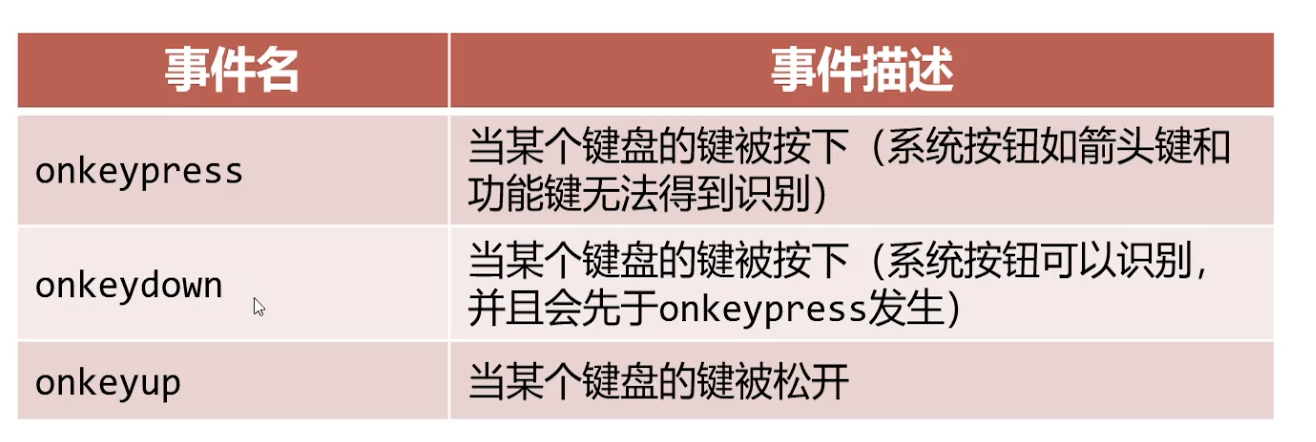 事件名
事件描述
onkeypress
当某个键盘的键被按下（系统按钮如箭头键和
功能键无法得到识别）
onkeydown
当某个键盘的键被按下（系统按钮可以识别，
并且会先于onkeypress发生）
onkeyup
当某个键盘的键被松开